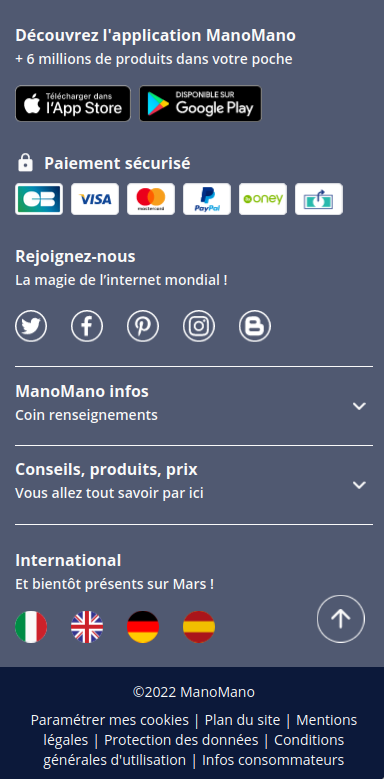 Découvrez l'application ManoMano
+ 6 millions de produits dans votre poche
Télécharger dans
l'App Store
DISPONIBLE SUR
Google Play
Paiement sécurisé
CB
VISA
mastercard
PayPal
oney
Rejoignez-nous
La magie de l'internet mondial !
ManoMano infos
Coin renseignements
Conseils, produits, prix
Vous allez tout savoir par ici
International
Et bientôt présents sur Mars !
©2022 ManoMano
Paramétrer mes cookies | Plan du site | Mentions
légales | Protection des données | Conditions
générales d'utilisation | Infos consommateurs